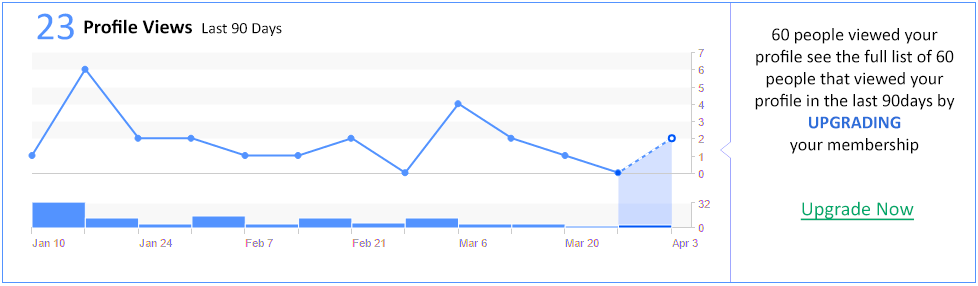 23 Profile Views Last 90 Days
7
6
5
4
3
2
1
0
32
0
Jan 10 Jan 24 Feb 7 Feb 21 Mar 6 Mar 20 Apr 3
60 people viewed your
profile see the full list of 60
people that viewed your
profile in the last 90days by
UPGRADING
your membership
Upgrade Now